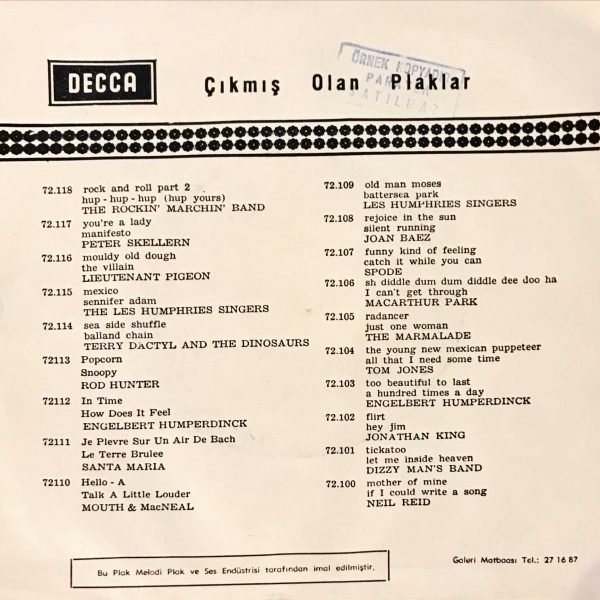 DECCA
Çıkmış Olan Plaklar
ÖRNEK KOPYADIR
PARA İLE
SATILMAZ
72.118 rock and roll part 2
hup - hup - hup (hup yours)
THE ROCKIN' MARCHIN' BAND
72.117 you're a lady
manifesto
PETER SKELLERN
72.116 mouldy old dough
the villain
LIEUTENANT PIGEON
72.115 mexico
sennifer adam
THE LES HUMPHRIES SINGERS
72.114 sea side shuffle
balland chain
TERRY DACTYL AND THE DINOSAURS
72113 Popcorn
Snoopy
ROD HUNTER
72112 In Time
How Does It Feel
ENGELBERT HUMPERDINCK
72111 Je Plevre Sur Un Air De Bach
Le Terre Brulee
SANTA MARIA
72110 Hello - A
Talk A Little Louder
MOUTH & MacNEAL
72.109 old man moses
battersea park
LES HUMPHRIES SINGERS
72.108 rejoice in the sun
silent running
JOAN BAEZ
72.107 funny kind of feeling
catch it while you can
SPODE
72.106 sh diddle dum dum diddle dee doo ha
I can't get through
MACARTHUR PARK
72.105 radancer
just one woman
THE MARMALADE
72.104 the young new mexican puppeteer
all that I need some time
TOM JONES
72.103 too beautiful to last
a hundred times a day
ENGELBERT HUMPERDINCK
72.102 flirt
hey jim
JONATHAN KING
72.101 tickatoo
let me inside heaven
DIZZY MAN'S BAND
72.100 mother of mine
if I could write a song
NEIL REID
Bu Plak Melodi Plak ve Ses Endüstrisi tarafından imal edilmiştir.
Galeri Matbaası Tel.: 27 16 87